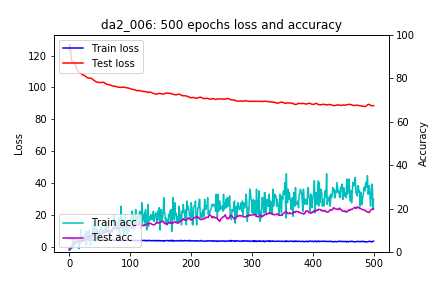 da2_006: 500 epochs loss and accuracy
Train loss
Test loss
Train acc
Test acc
Loss
Accuracy
120
100
80
60
40
20
0
100
80
60
40
20
0
0
100
200
300
400
500